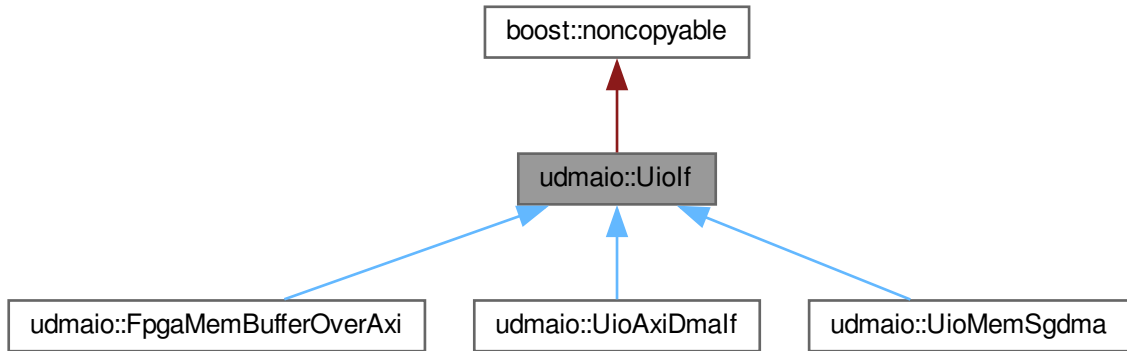 boost::noncopyable
udmaio::UioIf
udmaio::FpgaMemBufferOverAxi
udmaio::UioAxiDmaIf
udmaio::UioMemSgdma